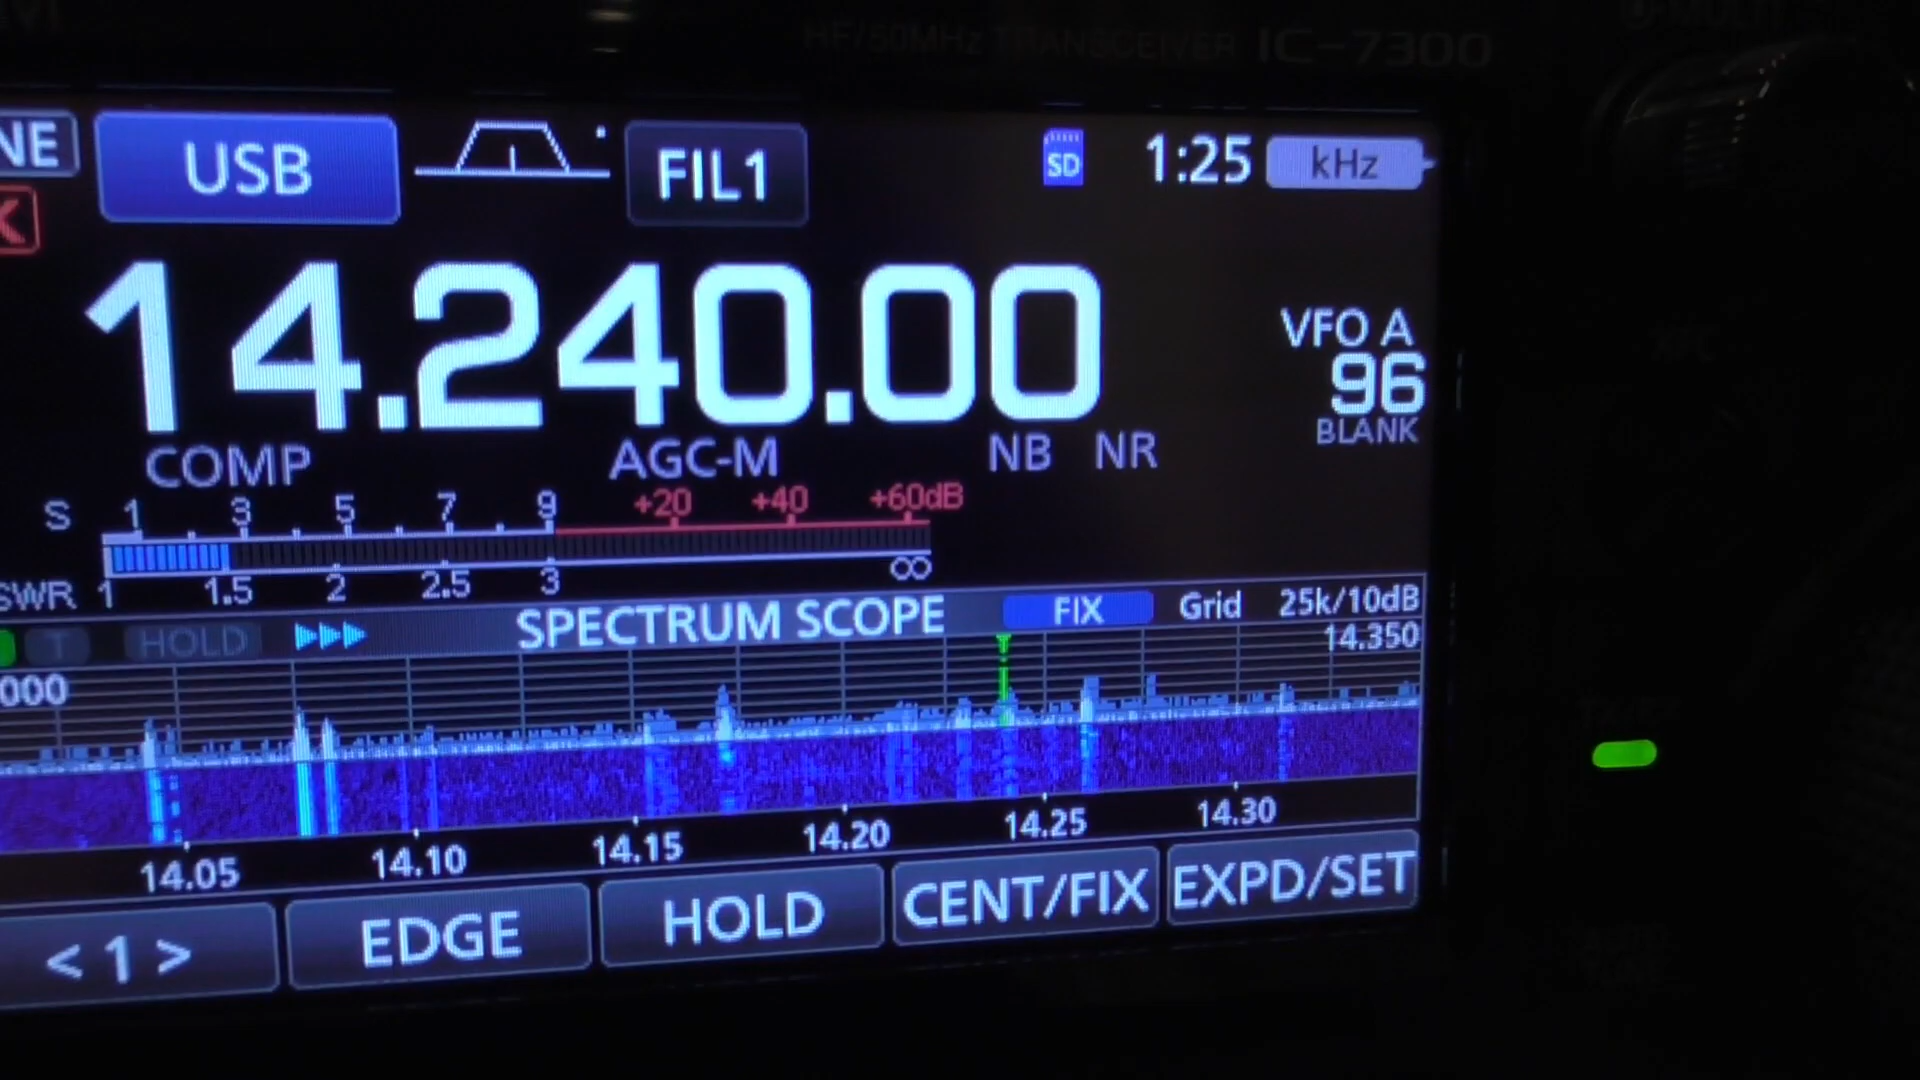 HF/50MHz TRANSCEIVER IC-7300
NE USB FIL1 SD 1:25 kHz
K
14.240.00
VFO A
96
BLANK
COMP AGC-M NB NR
S 1 3 5 7 9 +20 +40 +60dB
SWR 1 1.5 2 2.5 3 ∞
T HOLD SPECTRUM SCOPE FIX Grid 25k/10dB
000 14.350
14.05 14.10 14.15 14.20 14.25 14.30
< 1 > EDGE HOLD CENT/FIX EXPD/SET